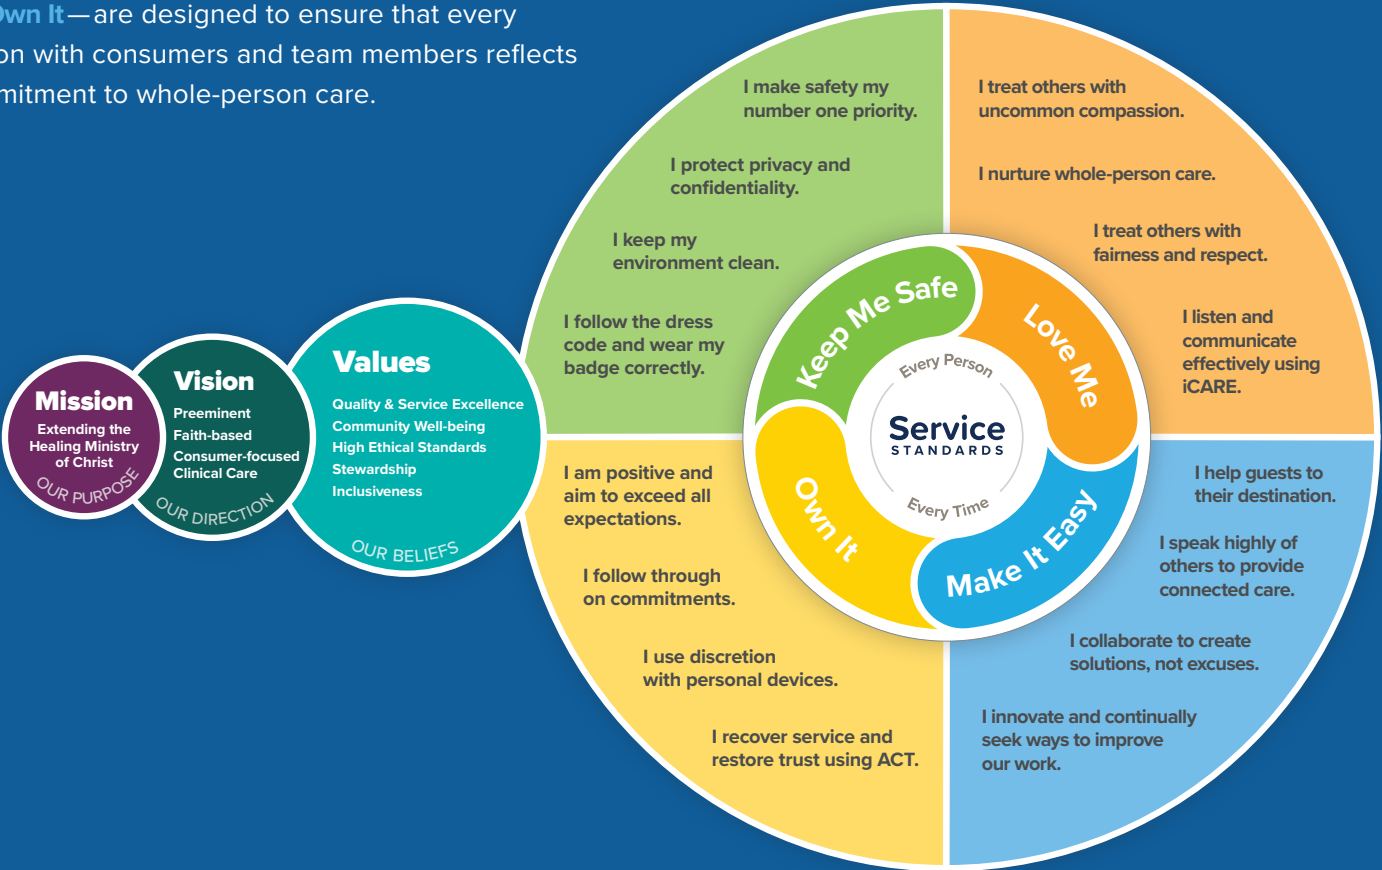 Own It—are designed to ensure that every
on with consumers and team members reflects
mitment to whole-person care.
Mission
Extending the
Healing Ministry
of Christ
OUR PURPOSE
Vision
Preeminent
Faith-based
Consumer-focused
Clinical Care
OUR DIRECTION
Values
Quality & Service Excellence
Community Well-being
High Ethical Standards
Stewardship
Inclusiveness
OUR BELIEFS
I make safety my
number one priority.
I protect privacy and
confidentiality.
I keep my
environment clean.
I follow the dress
code and wear my
badge correctly.
I treat others with
uncommon compassion.
I nurture whole-person care.
I treat others with
fairness and respect.
I listen and
communicate
effectively using
iCARE.
Keep Me Safe
Love Me
Every Person
Service
STANDARDS
Every Time
Own It
Make It Easy
I am positive and
aim to exceed all
expectations.
I follow through
on commitments.
I use discretion
with personal devices.
I recover service and
restore trust using ACT.
I help guests to
their destination.
I speak highly of
others to provide
connected care.
I collaborate to create
solutions, not excuses.
I innovate and continually
seek ways to improve
our work.